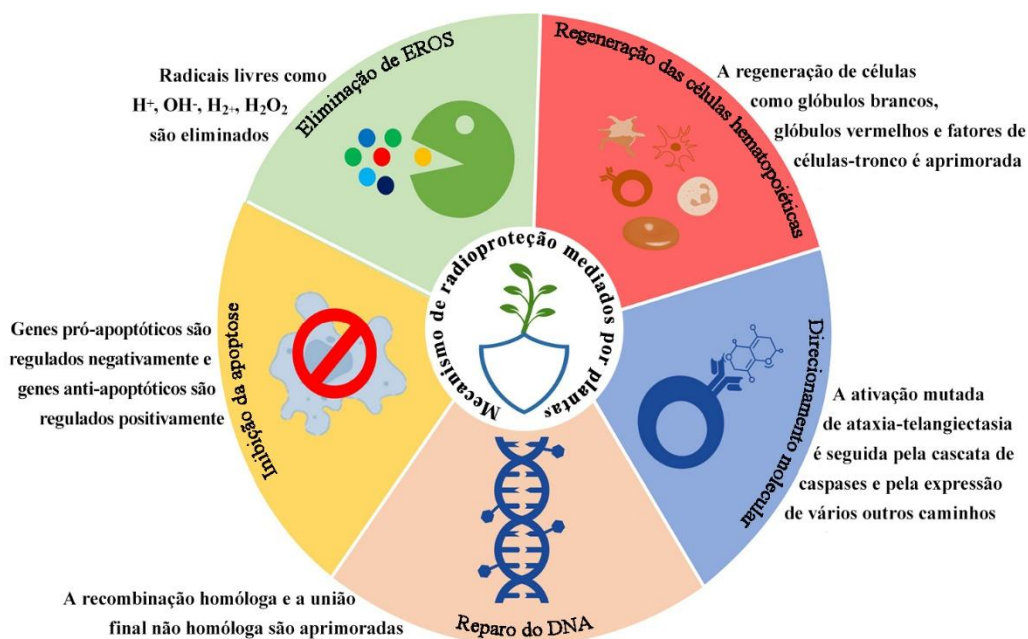 Eliminação de EROS
Radicais livres como
H⁺, OH⁻, H₂₊, H₂O₂
são eliminados
Regeneração das células hematopoiéticas
A regeneração de células
como glóbulos brancos,
glóbulos vermelhos e fatores de
células-tronco é aprimorada
Mecanismo de radioproteção mediados por plantas
Inibição da apoptose
Genes pró-apoptóticos são
regulados negativamente e
genes anti-apoptóticos são
regulados positivamente
Direcionamento molecular
A ativação mutada
de ataxia-telangiectasia
é seguida pela cascata de
caspases e pela expressão
de vários outros caminhos
A recombinação homóloga e a união
final não homóloga são aprimoradas
Reparo do DNA